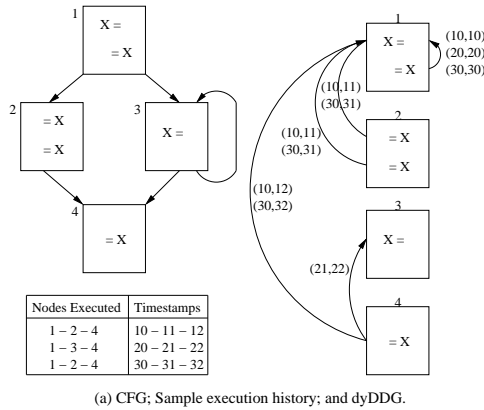 1
X =
= X
2
= X
= X
3
X =
4
= X
Nodes Executed Timestamps
1 – 2 – 4 10 – 11 – 12
1 – 3 – 4 20 – 21 – 22
1 – 2 – 4 30 – 31 – 32
1
X =
= X
(10,10)
(20,20)
(30,30)
(10,11)
(30,31)
2
= X
= X
(10,11)
(30,31)
(10,12)
(30,32)
3
X =
(21,22)
4
= X
(a) CFG; Sample execution history; and dyDDG.